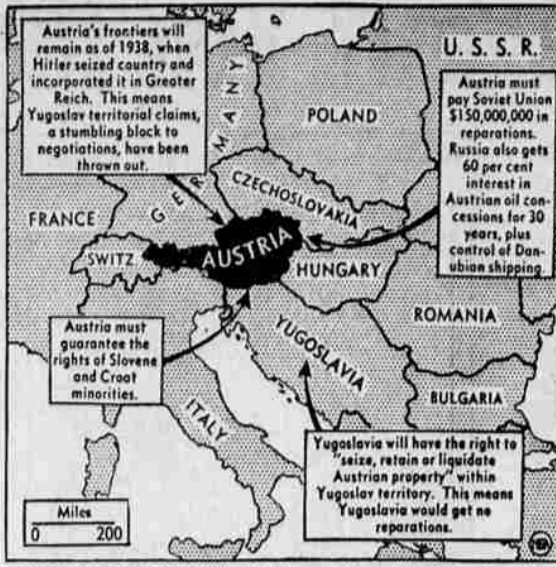 Austria's frontiers will
remain as of 1938, when
Hitler seized country and
incorporated it in Greater
Reich. This means
Yugoslav territorial claims,
a stumbling block to
negotiations, have been
thrown out.
U.S.S.R.
Austria must
pay Soviet Union
$150,000,000 in
reparations.
Russia also gets
60 per cent
interest in
Austrian oil con-
cessions for 30
years, plus
control of Dan-
ubian shipping.
POLAND
GERMANY
CZECHOSLOVAKIA
FRANCE
SWITZ
AUSTRIA
HUNGARY
ROMANIA
YUGOSLAVIA
BULGARIA
ITALY
Austria must
guarantee the
rights of Slovene
and Croat
minorities.
Yugoslavia will have the right to
"seize, retain or liquidate
Austrian property" within
Yugoslav territory. This means
Yugoslavia would get no
reparations.
Miles
0 200